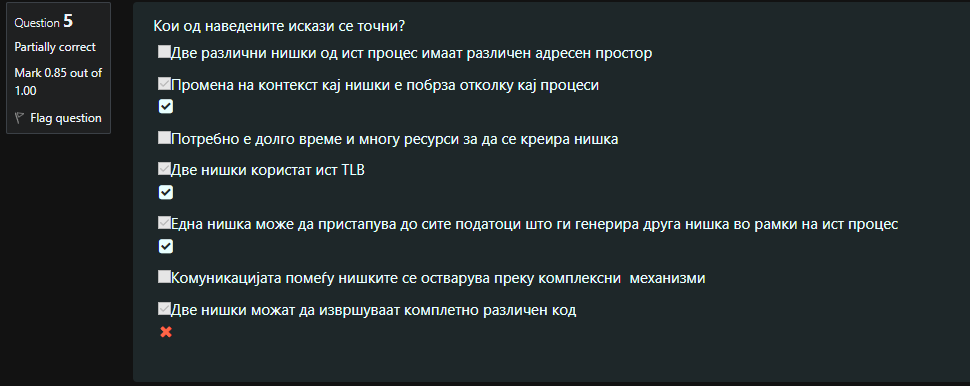 Question 5
Partially correct
Mark 0.85 out of
1.00
Flag question
Кои од наведените искази се точни?
Две различни нишки од ист процес имаат различен адресен простор
Промена на контекст кај нишки е побрза отколку кај процеси
Потребно е долго време и многу ресурси за да се креира нишка
Две нишки користат ист TLB
Една нишка може да пристапува до сите податоци што ги генерира друга нишка во рамки на ист процес
Комуникацијата помеѓу нишките се остварува преку комплексни  механизми
Две нишки можат да извршуваат комплетно различен код